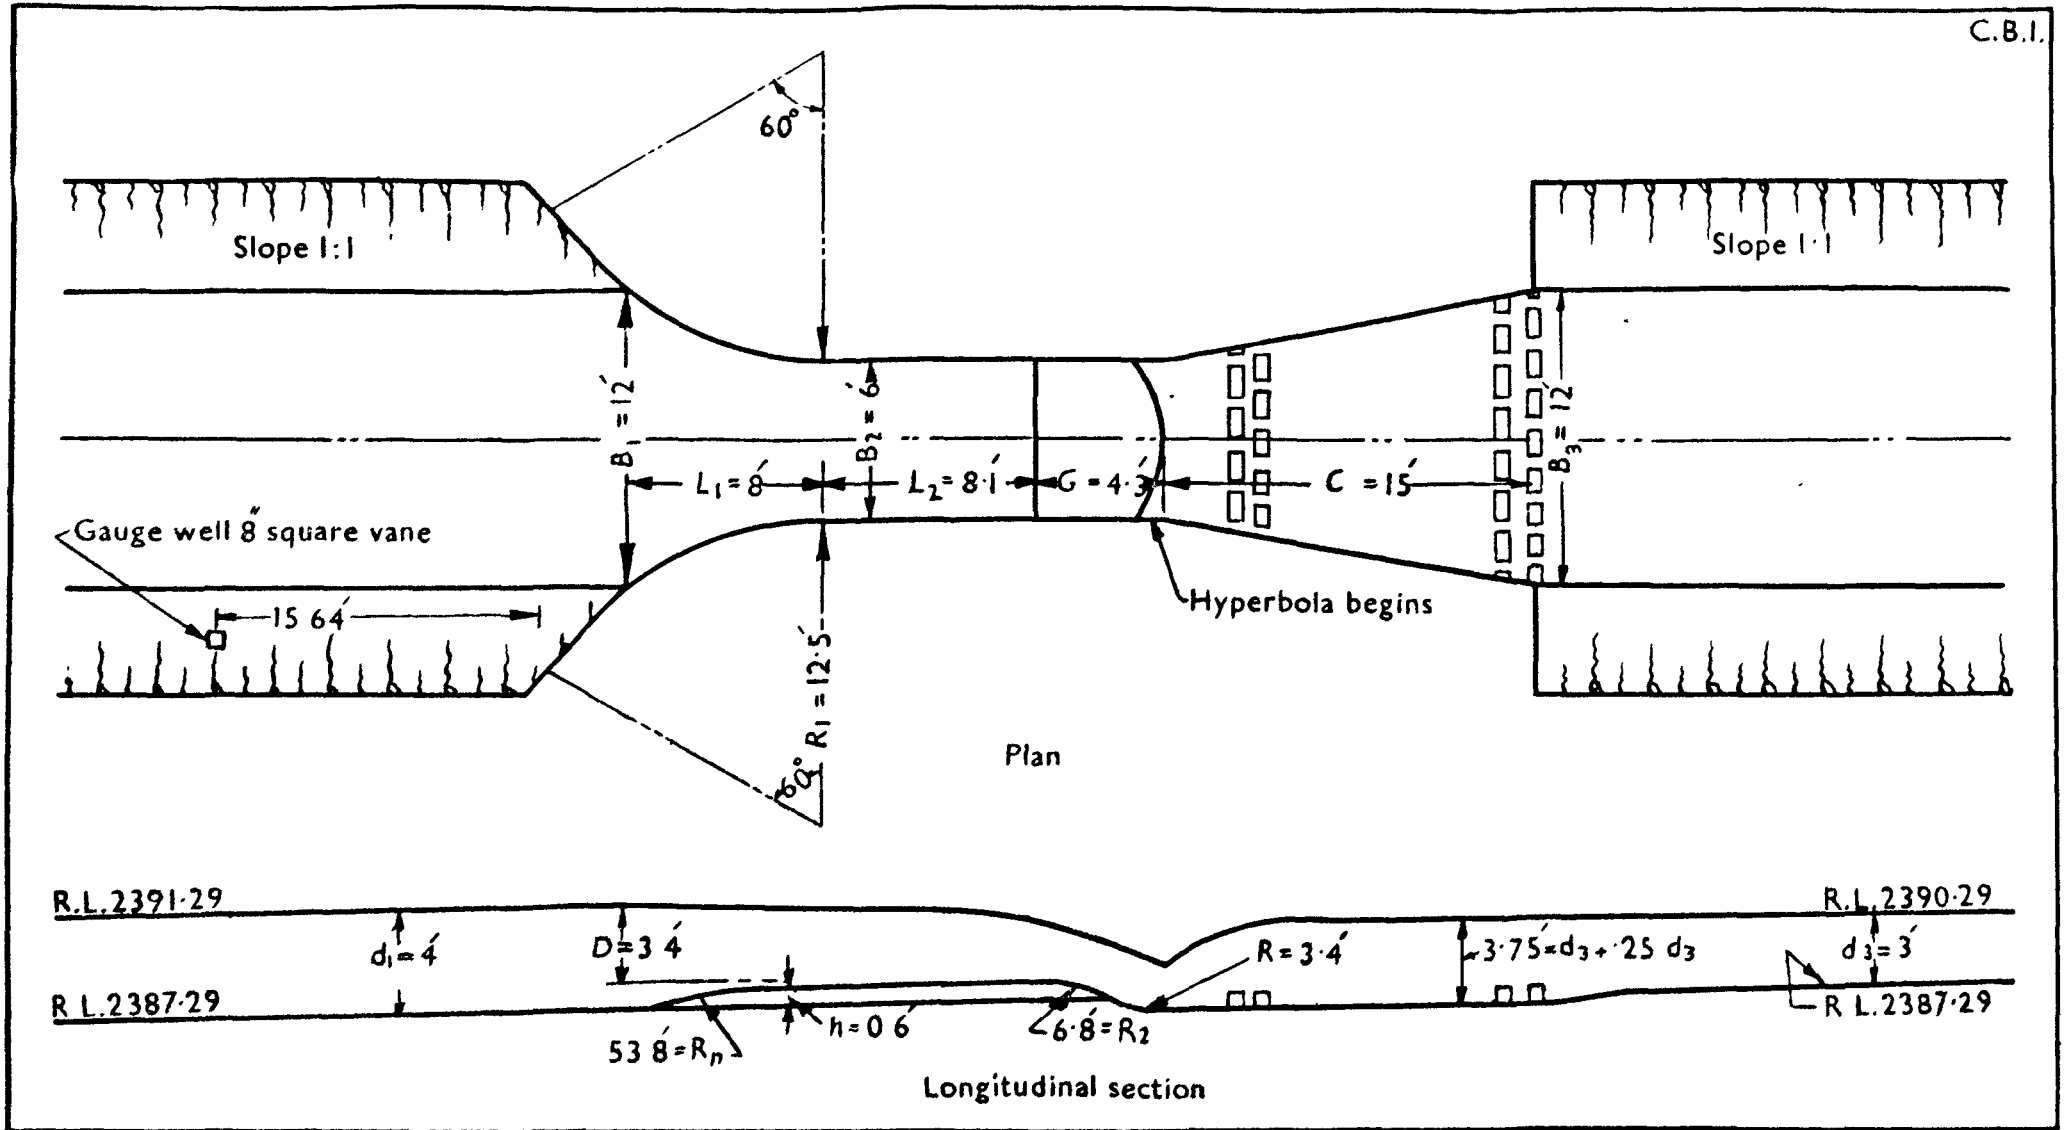 C.B.I.
60°
Slope 1:1
Slope 1·1
B₁ = 12′
B₂ = 6′
B₃ = 12′
L₁ = 8′
L₂ = 8·1′
G = 4·3′
C = 15′
Gauge well 8″ square vane
15 64′
Hyperbola begins
R₁ = 12·5′
60°
Plan
R.L.2391·29
R.L.2390·29
d₁ = 4′
D = 3 4′
R = 3·4′
3·75′ = d₃ + ·25 d₃
d₃ = 3′
R L.2387·29
h = 0 6′
6·8′ = R₂
R L.2387·29
53 8′ = Rn
Longitudinal section